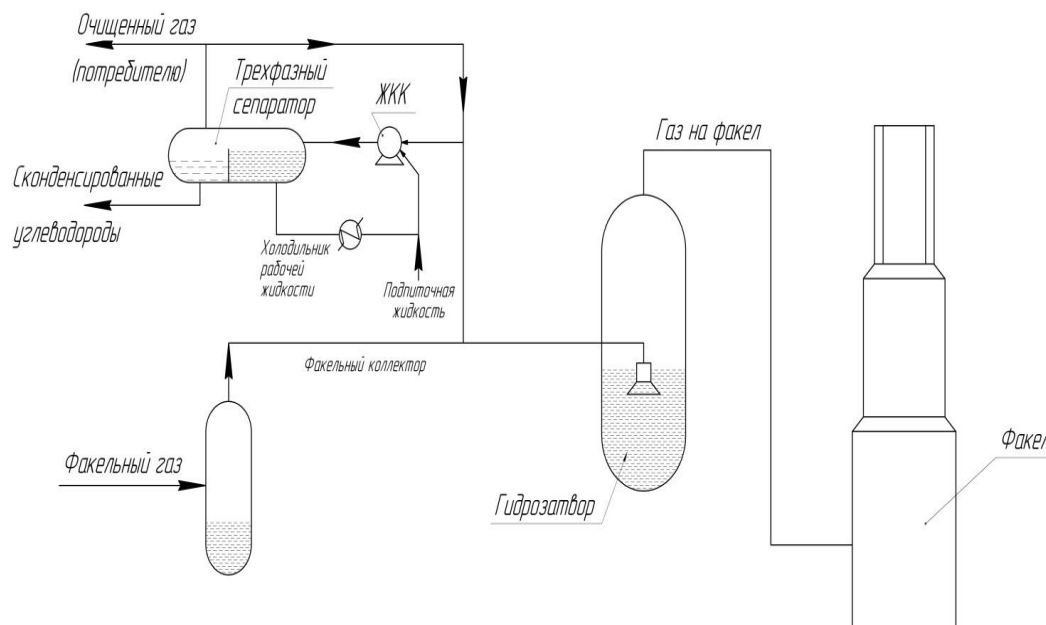 Очищенный газ
(потребителю)
Трехфазный
сепаратор
ЖКК
Газ на факел
Сконденсированные
углеводороды
Холодильник
рабочей
жидкости
Подпиточная
жидкость
Факельный коллектор
Факельный газ
Гидрозатвор
Факел